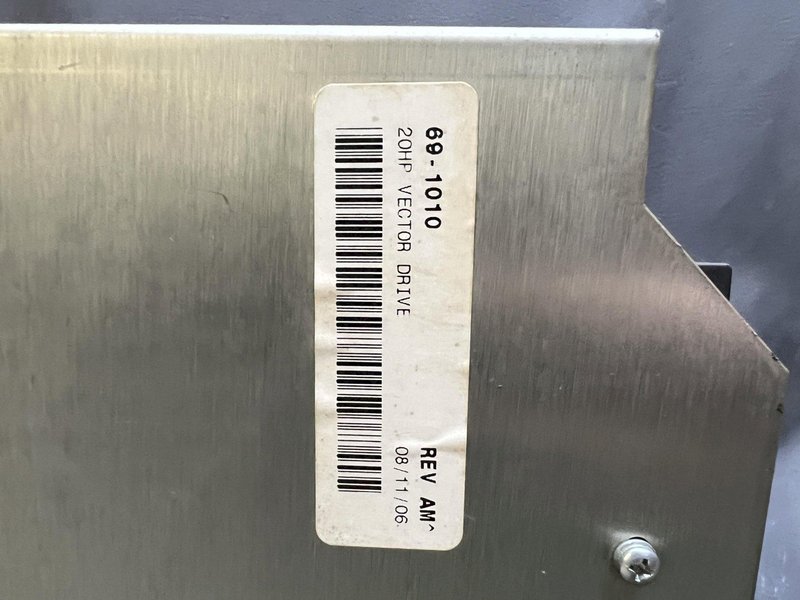 69-1010 REV AM^
20HP VECTOR DRIVE 08/11/06